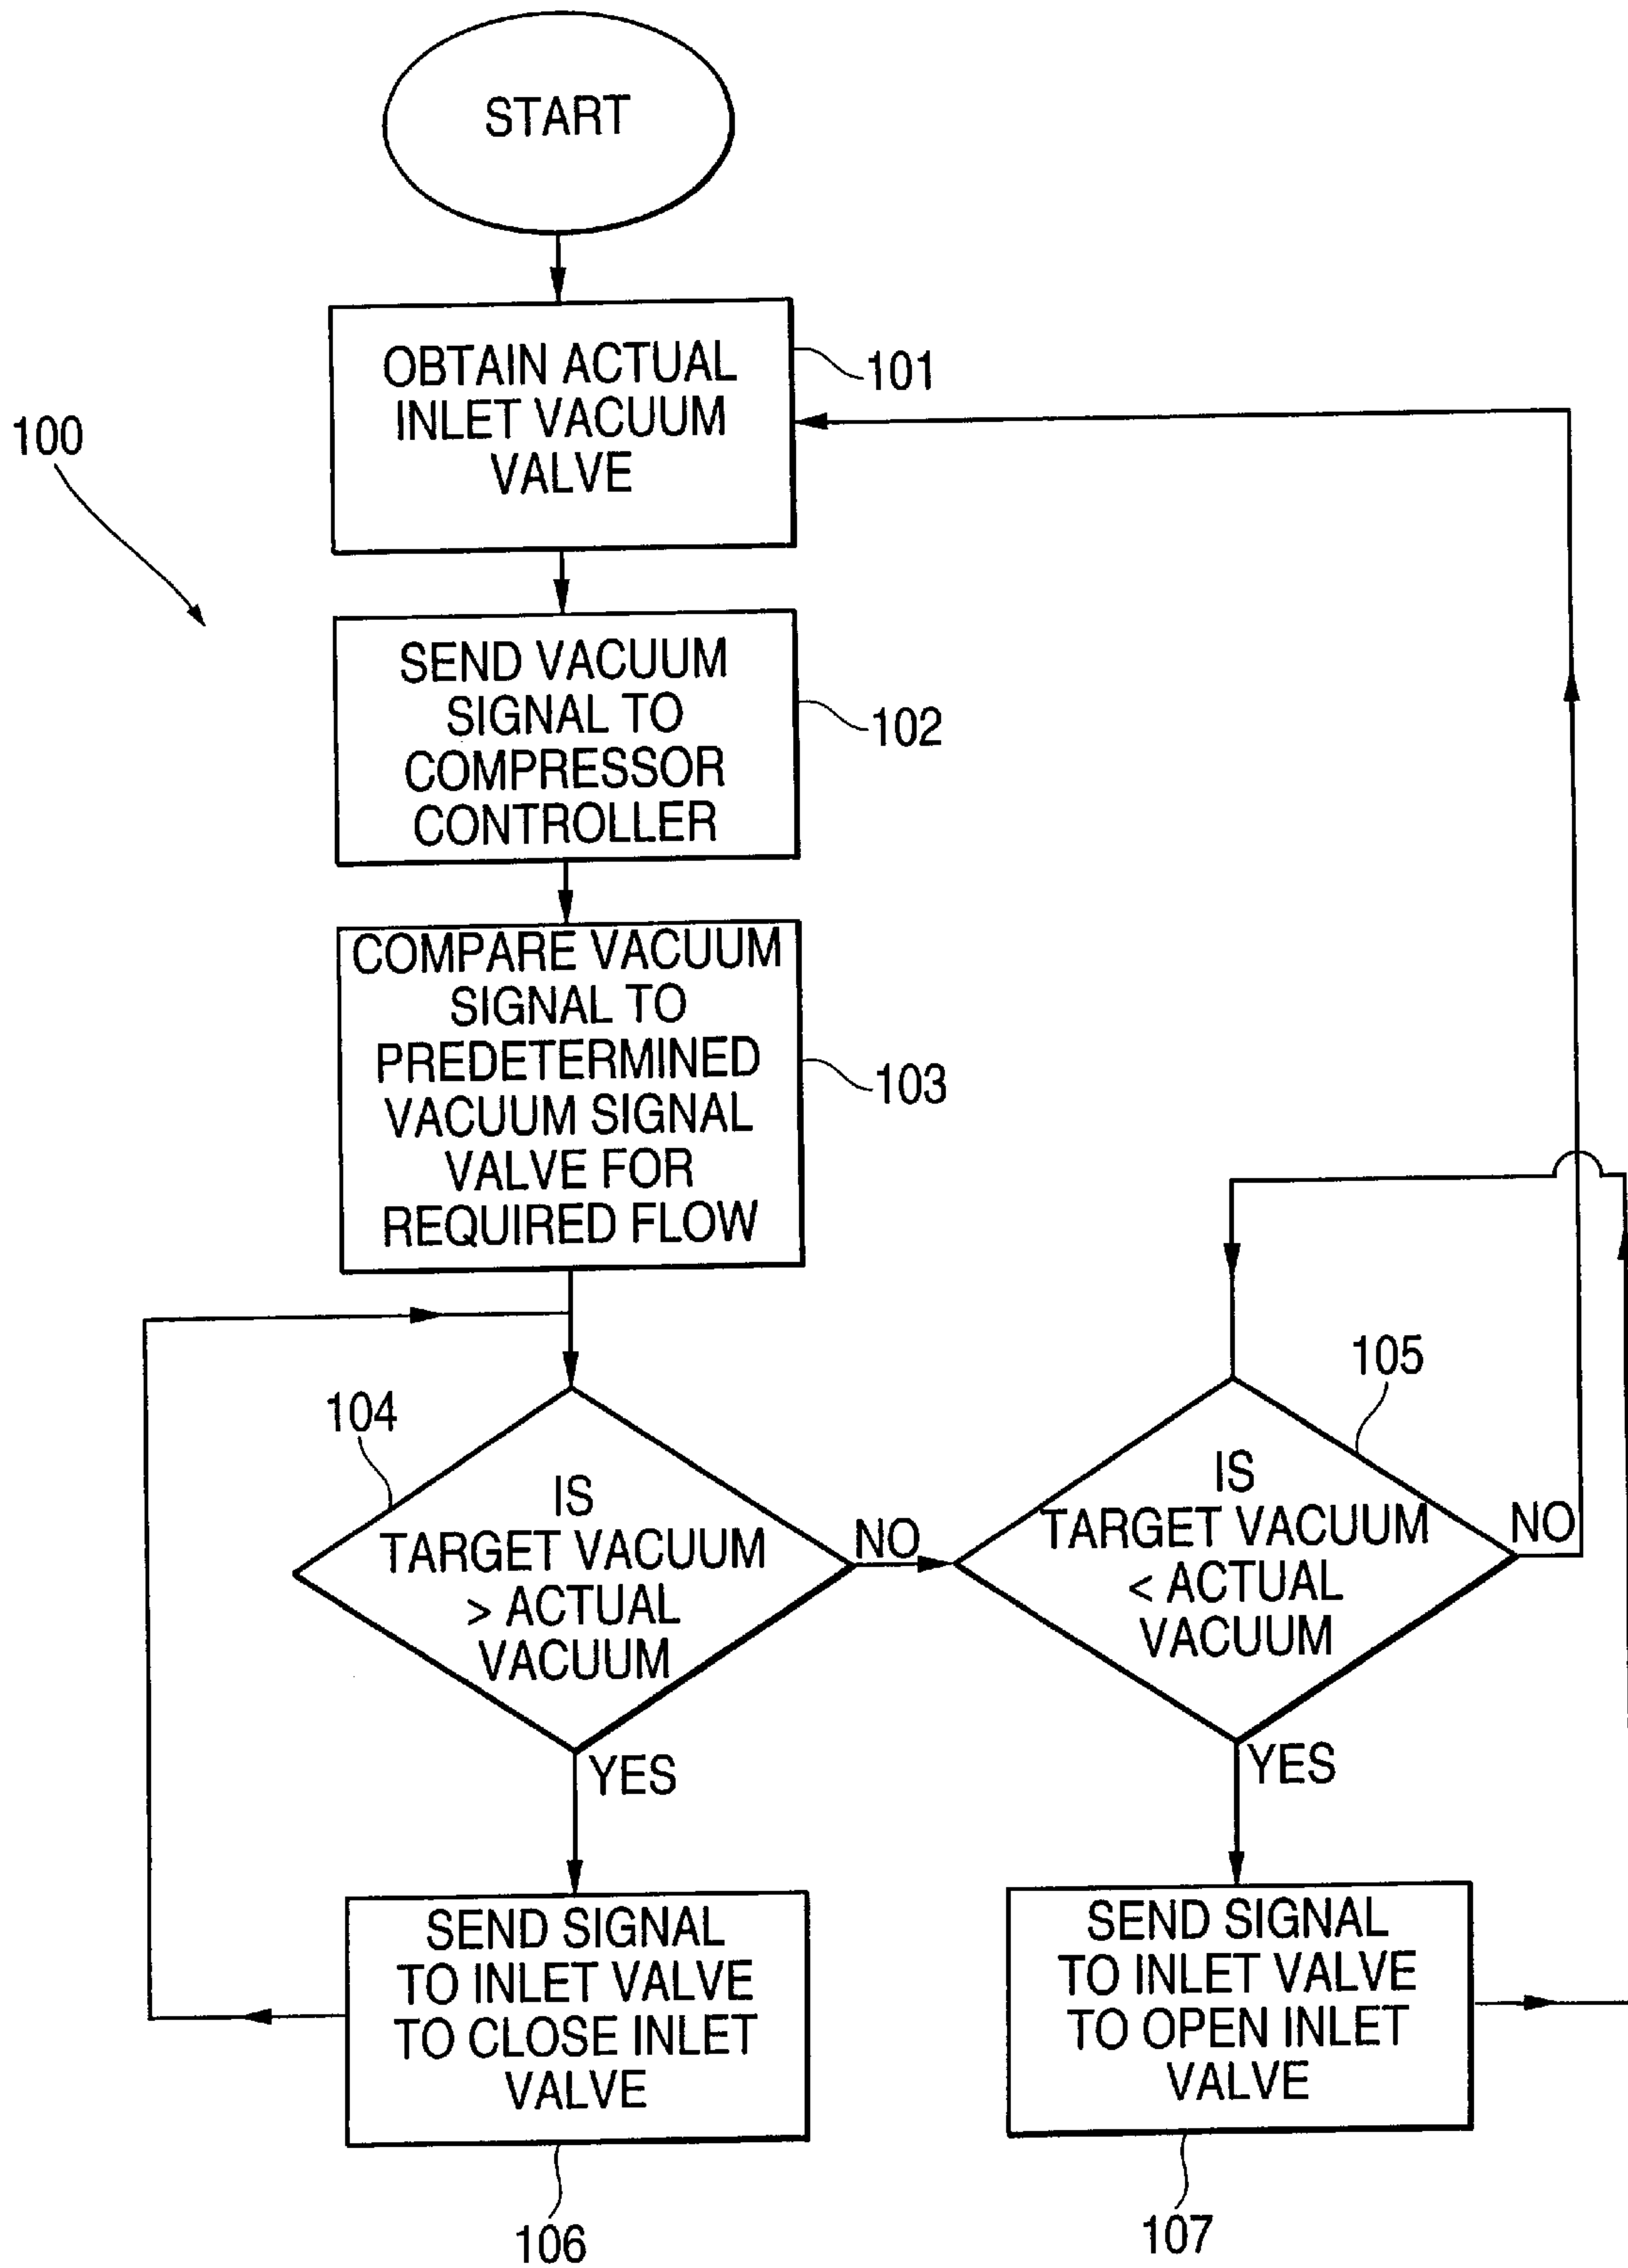 START
OBTAIN ACTUAL
INLET VACUUM
VALVE
101
100
SEND VACUUM
SIGNAL TO
COMPRESSOR
CONTROLLER
102
COMPARE VACUUM
SIGNAL TO
PREDETERMINED
VACUUM SIGNAL
VALVE FOR
REQUIRED FLOW
103
104
IS
TARGET VACUUM
> ACTUAL
VACUUM
NO
YES
105
IS
TARGET VACUUM
< ACTUAL
VACUUM
NO
YES
SEND SIGNAL
TO INLET VALVE
TO CLOSE INLET
VALVE
106
SEND SIGNAL
TO INLET VALVE
TO OPEN INLET
VALVE
107